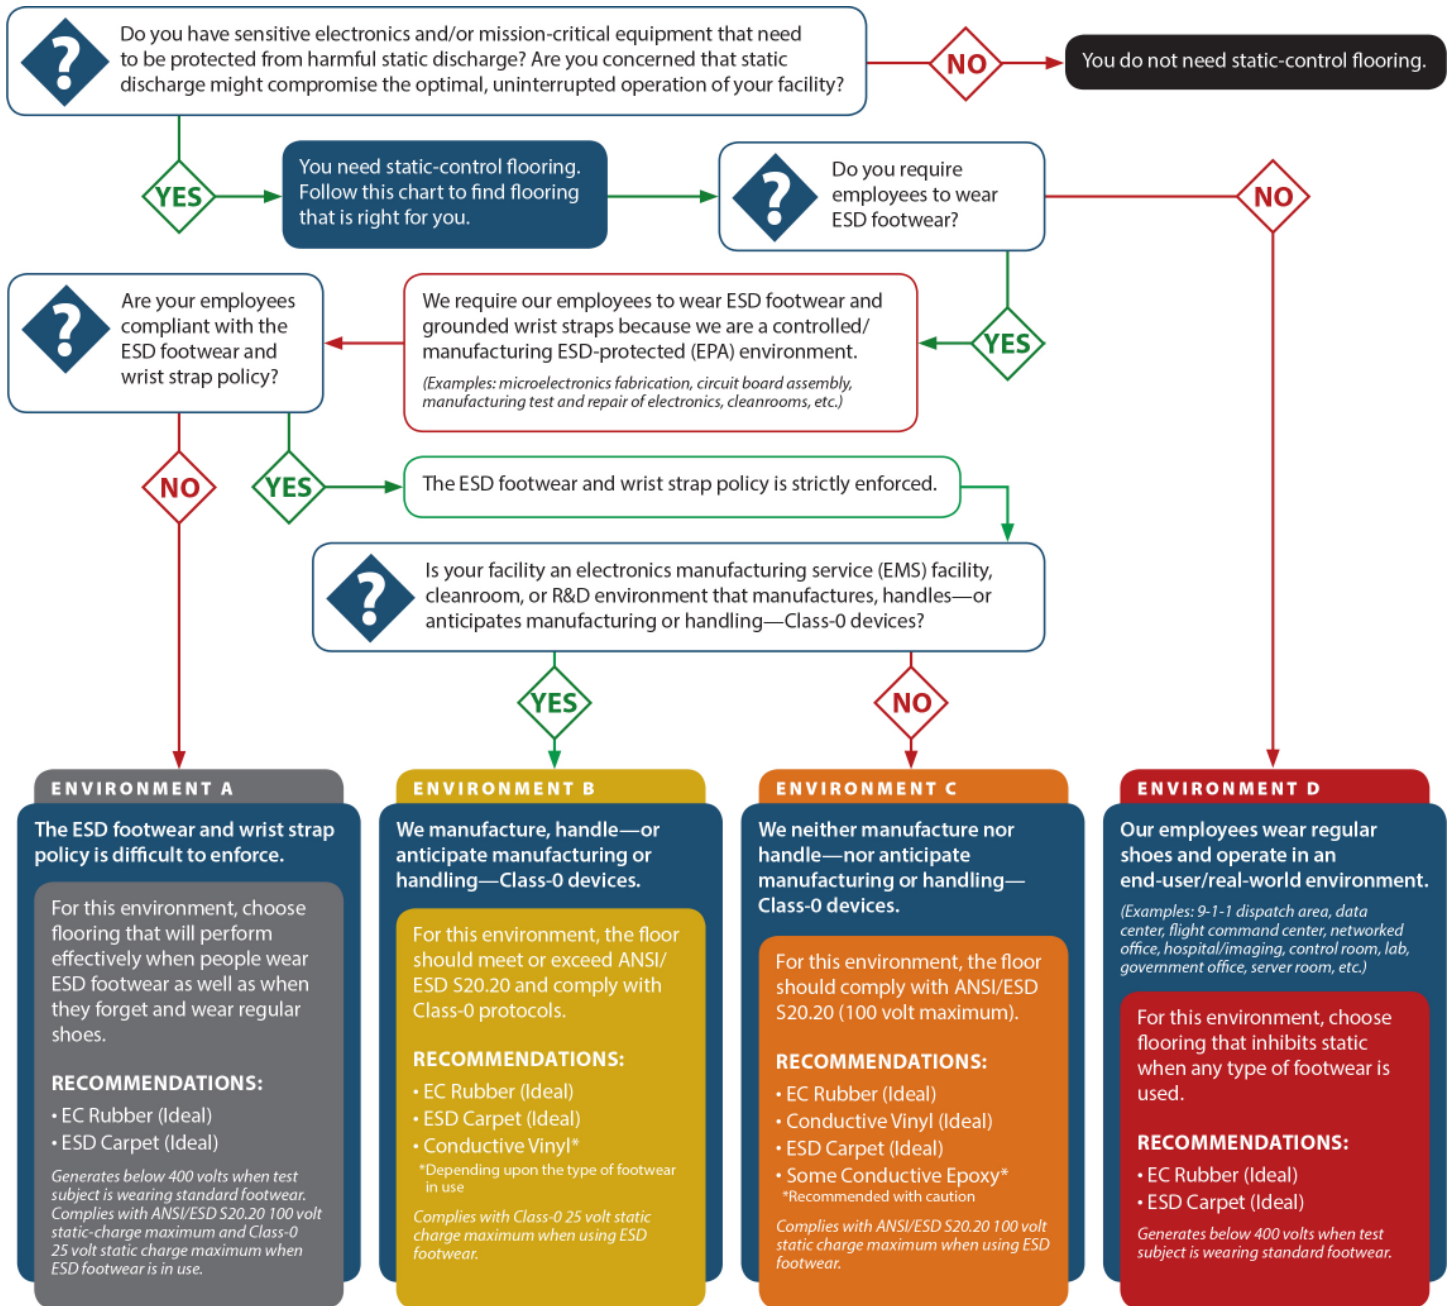 ?
Do you have sensitive electronics and/or mission-critical equipment that need
to be protected from harmful static discharge? Are you concerned that static
discharge might compromise the optimal, uninterrupted operation of your facility?
NO
You do not need static-control flooring.
YES
You need static-control flooring.
Follow this chart to find flooring
that is right for you.
?
Do you require
employees to wear
ESD footwear?
NO
YES
We require our employees to wear ESD footwear and
grounded wrist straps because we are a controlled/
manufacturing ESD-protected (EPA) environment.
(Examples: microelectronics fabrication, circuit board assembly,
manufacturing test and repair of electronics, cleanrooms, etc.)
?
Are your employees
compliant with the
ESD footwear and
wrist strap policy?
NO
YES
The ESD footwear and wrist strap policy is strictly enforced.
?
Is your facility an electronics manufacturing service (EMS) facility,
cleanroom, or R&D environment that manufactures, handles—or
anticipates manufacturing or handling—Class-0 devices?
YES
NO
ENVIRONMENT A
The ESD footwear and wrist strap
policy is difficult to enforce.
For this environment, choose
flooring that will perform
effectively when people wear
ESD footwear as well as when
they forget and wear regular
shoes.
RECOMMENDATIONS:
• EC Rubber (Ideal)
• ESD Carpet (Ideal)
Generates below 400 volts when test
subject is wearing standard footwear.
Complies with ANSI/ESD S20.20 100 volt
static-charge maximum and Class-0
25 volt static charge maximum when
ESD footwear is in use.
ENVIRONMENT B
We manufacture, handle—or
anticipate manufacturing or
handling—Class-0 devices.
For this environment, the floor
should meet or exceed ANSI/
ESD S20.20 and comply with
Class-0 protocols.
RECOMMENDATIONS:
• EC Rubber (Ideal)
• ESD Carpet (Ideal)
• Conductive Vinyl*
*Depending upon the type of footwear
in use
Complies with Class-0 25 volt static
charge maximum when using ESD
footwear.
ENVIRONMENT C
We neither manufacture nor
handle—nor anticipate
manufacturing or handling—
Class-0 devices.
For this environment, the floor
should comply with ANSI/ESD
S20.20 (100 volt maximum).
RECOMMENDATIONS:
• EC Rubber (Ideal)
• Conductive Vinyl (Ideal)
• ESD Carpet (Ideal)
• Some Conductive Epoxy*
*Recommended with caution
Complies with ANSI/ESD S20.20 100 volt
static charge maximum when using ESD
footwear.
ENVIRONMENT D
Our employees wear regular
shoes and operate in an
end-user/real-world environment.
(Examples: 9-1-1 dispatch area, data
center, flight command center, networked
office, hospital/imaging, control room, lab,
government office, server room, etc.)
For this environment, choose
flooring that inhibits static
when any type of footwear is
used.
RECOMMENDATIONS:
• EC Rubber (Ideal)
• ESD Carpet (Ideal)
Generates below 400 volts when test
subject is wearing standard footwear.